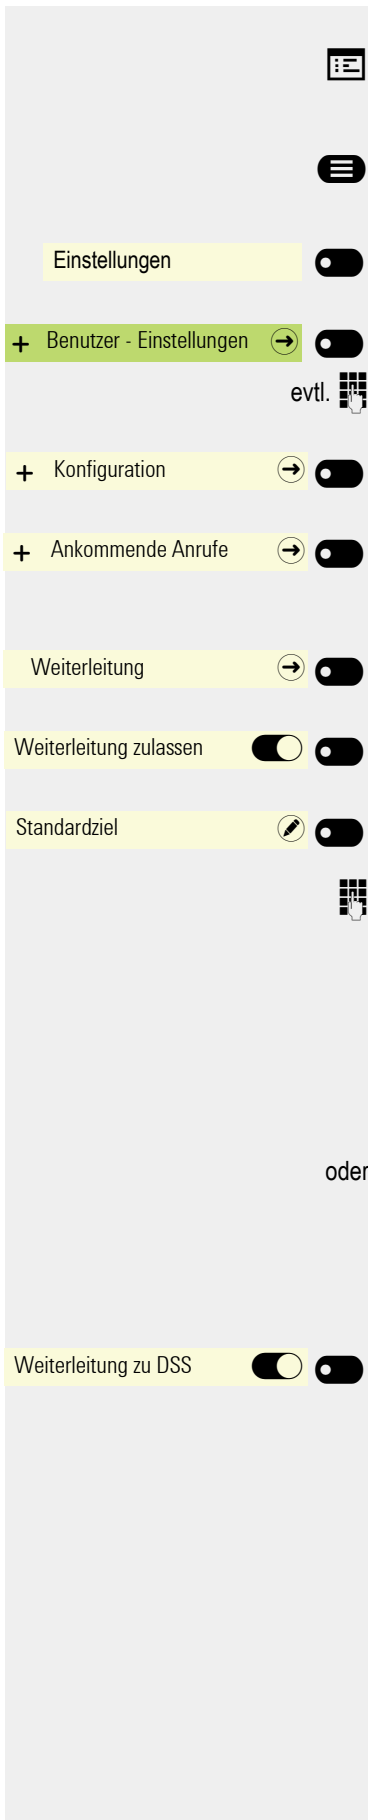 Einstellungen
+ Benutzer - Einstellungen
evtl.
+ Konfiguration
+ Ankommende Anrufe
Weiterleitung
Weiterleitung zulassen
Standardziel
oder
Weiterleitung zu DSS